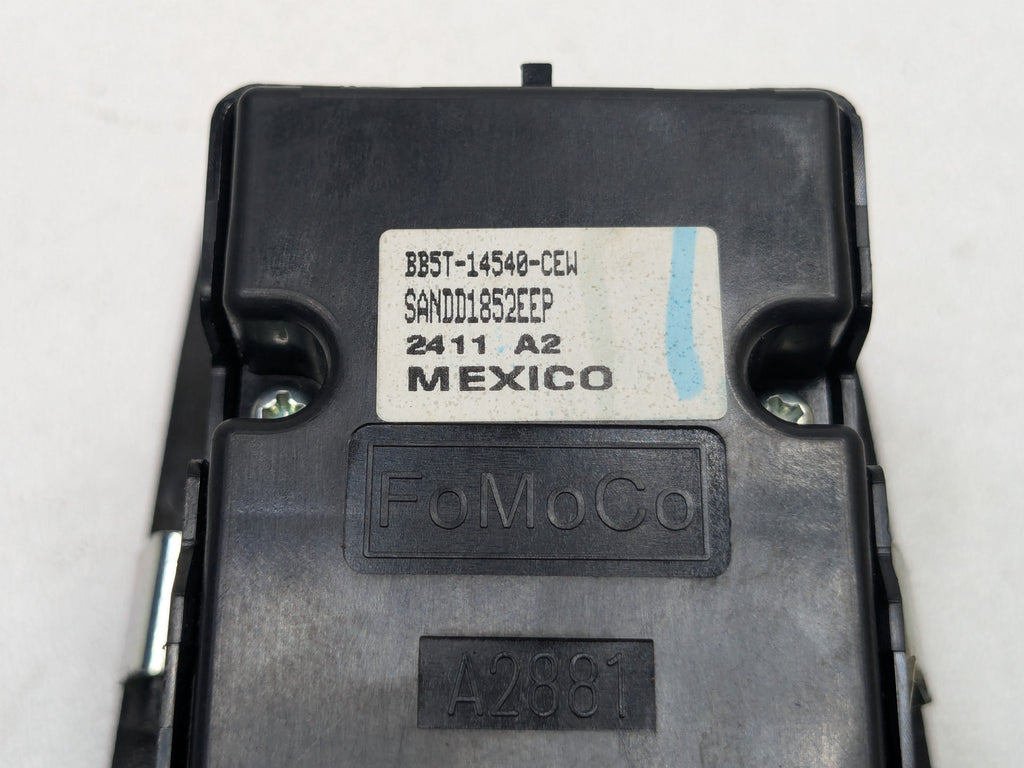 BB5T-14540-CEW
SANDD1852EEP
2411 A2
MEXICO
FoMoCo
A2881